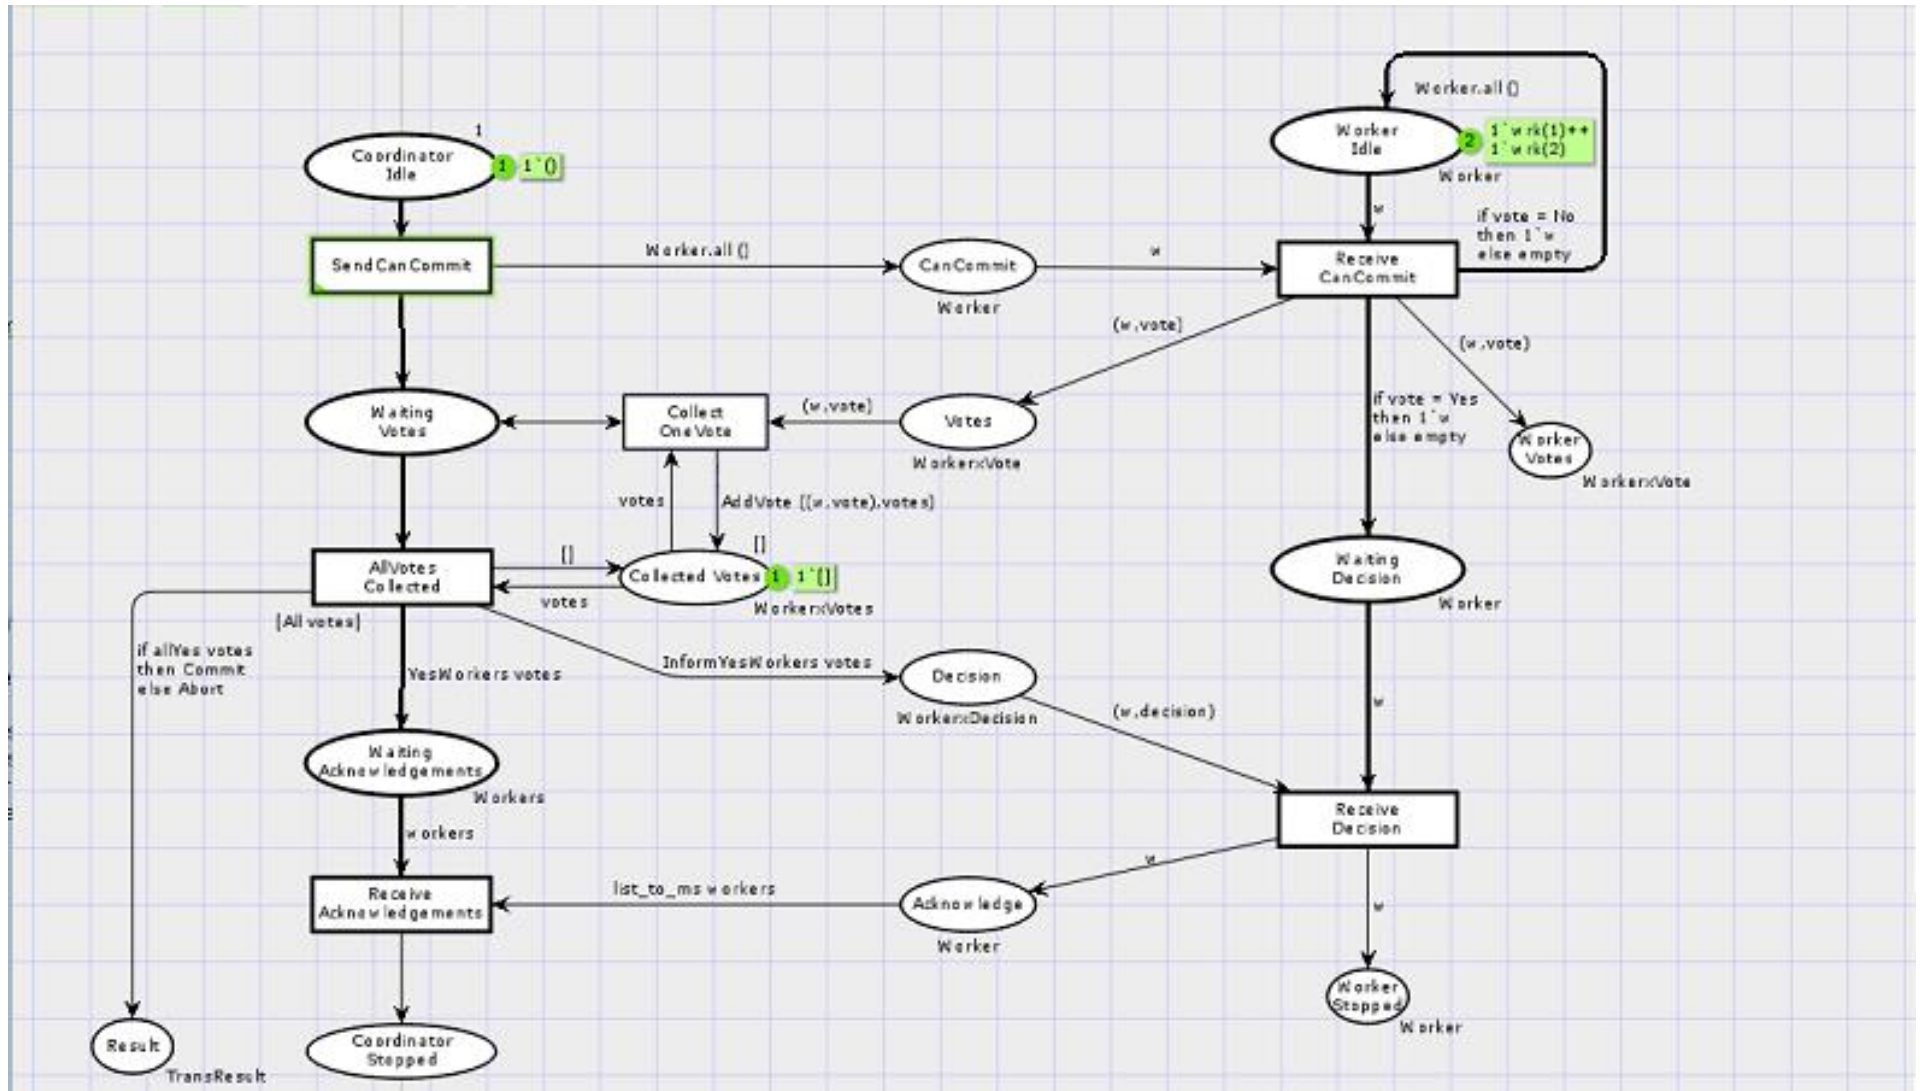 Worker.all ()
1
Coordinator
Idle
1
1`()
Worker
Idle
2
1`wrk(1)++
1`wrk(2)
Worker
w
if vote = No
then 1`w
else empty
SendCanCommit
Worker.all ()
CanCommit
Worker
w
Receive
CanCommit
(w,vote)
(w,vote)
Waiting
Votes
Collect
OneVote
(w,vote)
Votes
WorkerxVote
if vote = Yes
then 1`w
else empty
Worker
Votes
WorkerxVote
votes
AddVote ((w,vote),votes)
AllVotes
Collected
[All votes]
[]
votes
[]
Collected Votes
1
1`[]
WorkerxVotes
Waiting
Decision
Worker
if allYes votes
then Commit
else Abort
YesWorkers votes
InformYesWorkers votes
Decision
WorkerxDecision
(w,decision)
w
Waiting
Acknowledgements
Workers
workers
Receive
Decision
w
Receive
Acknowledgements
list_to_ms workers
Acknowledge
Worker
w
Worker
Stopped
Worker
Result
TransResult
Coordinator
Stopped